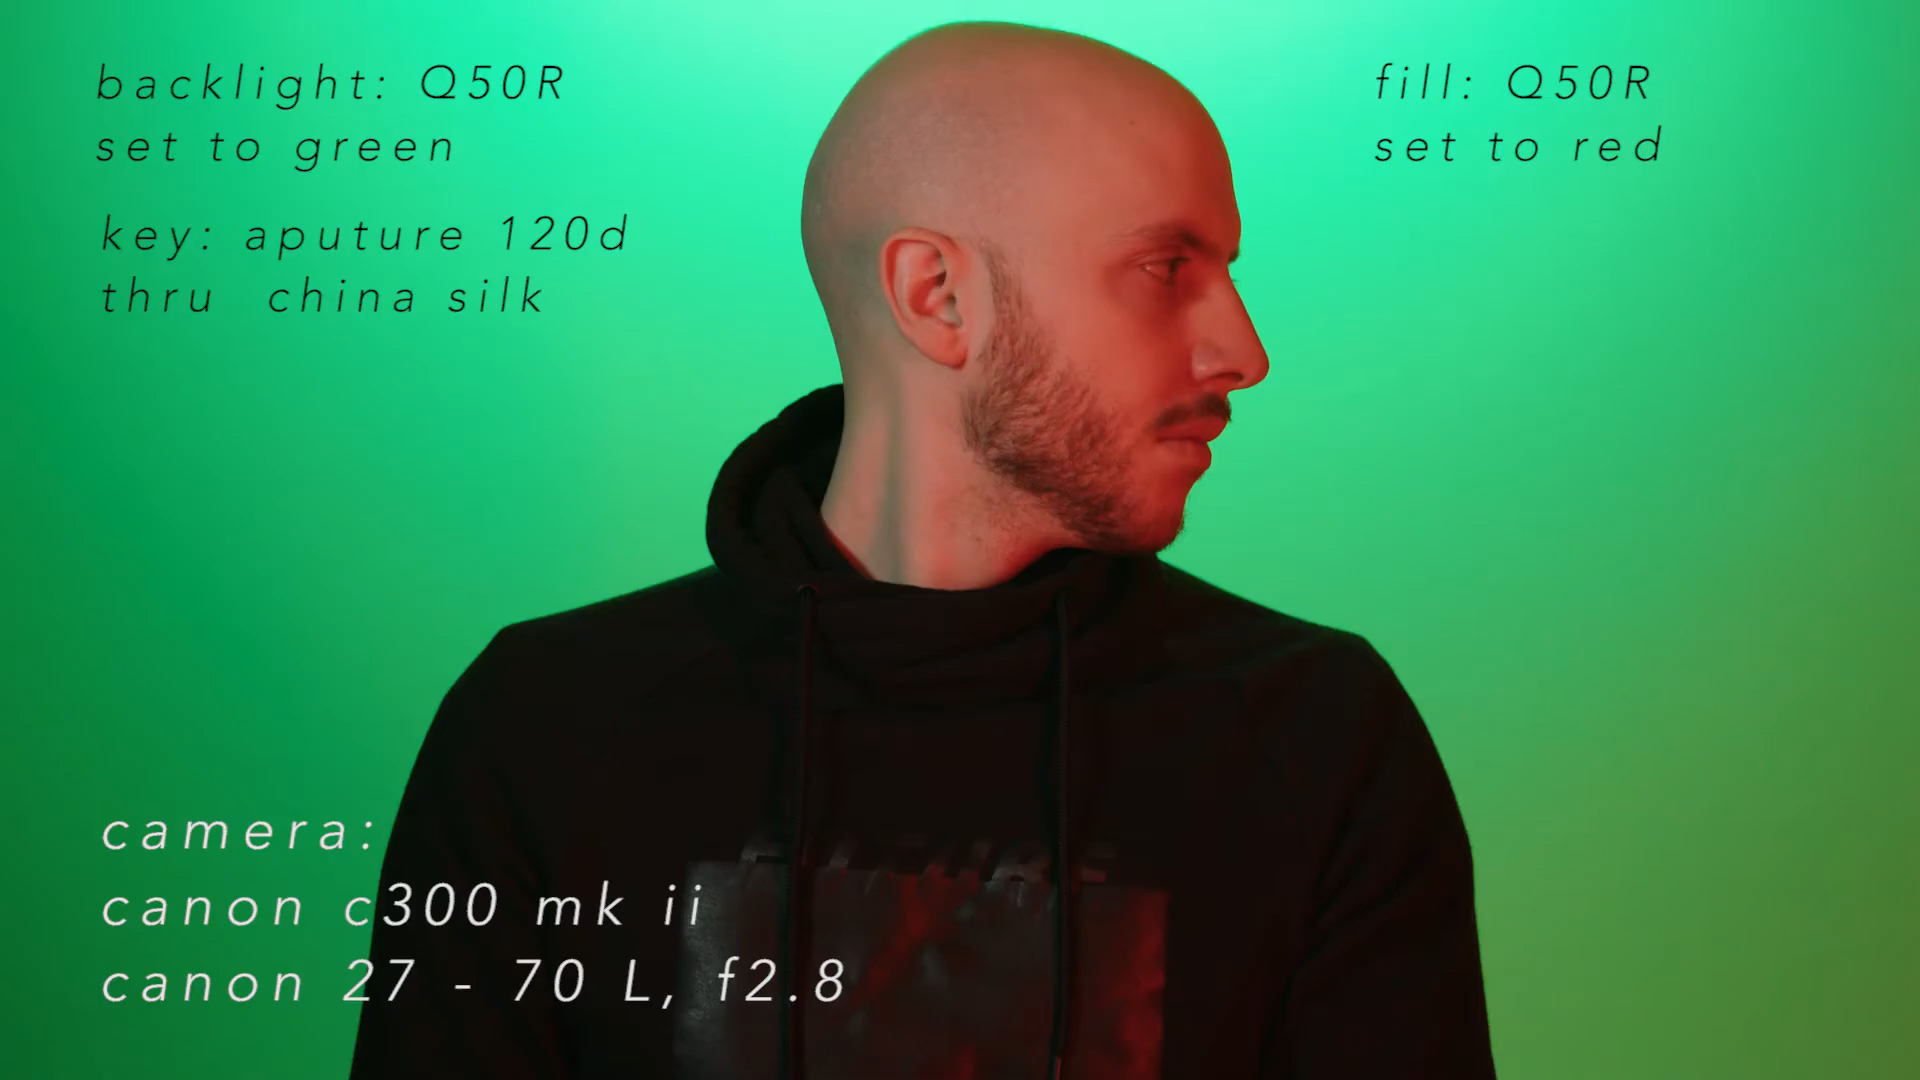 backlight: Q50R
set to green
key: aputure 120d
thru china silk
fill: Q50R
set to red
camera:
canon c300 mk ii
canon 27 - 70 L, f2.8